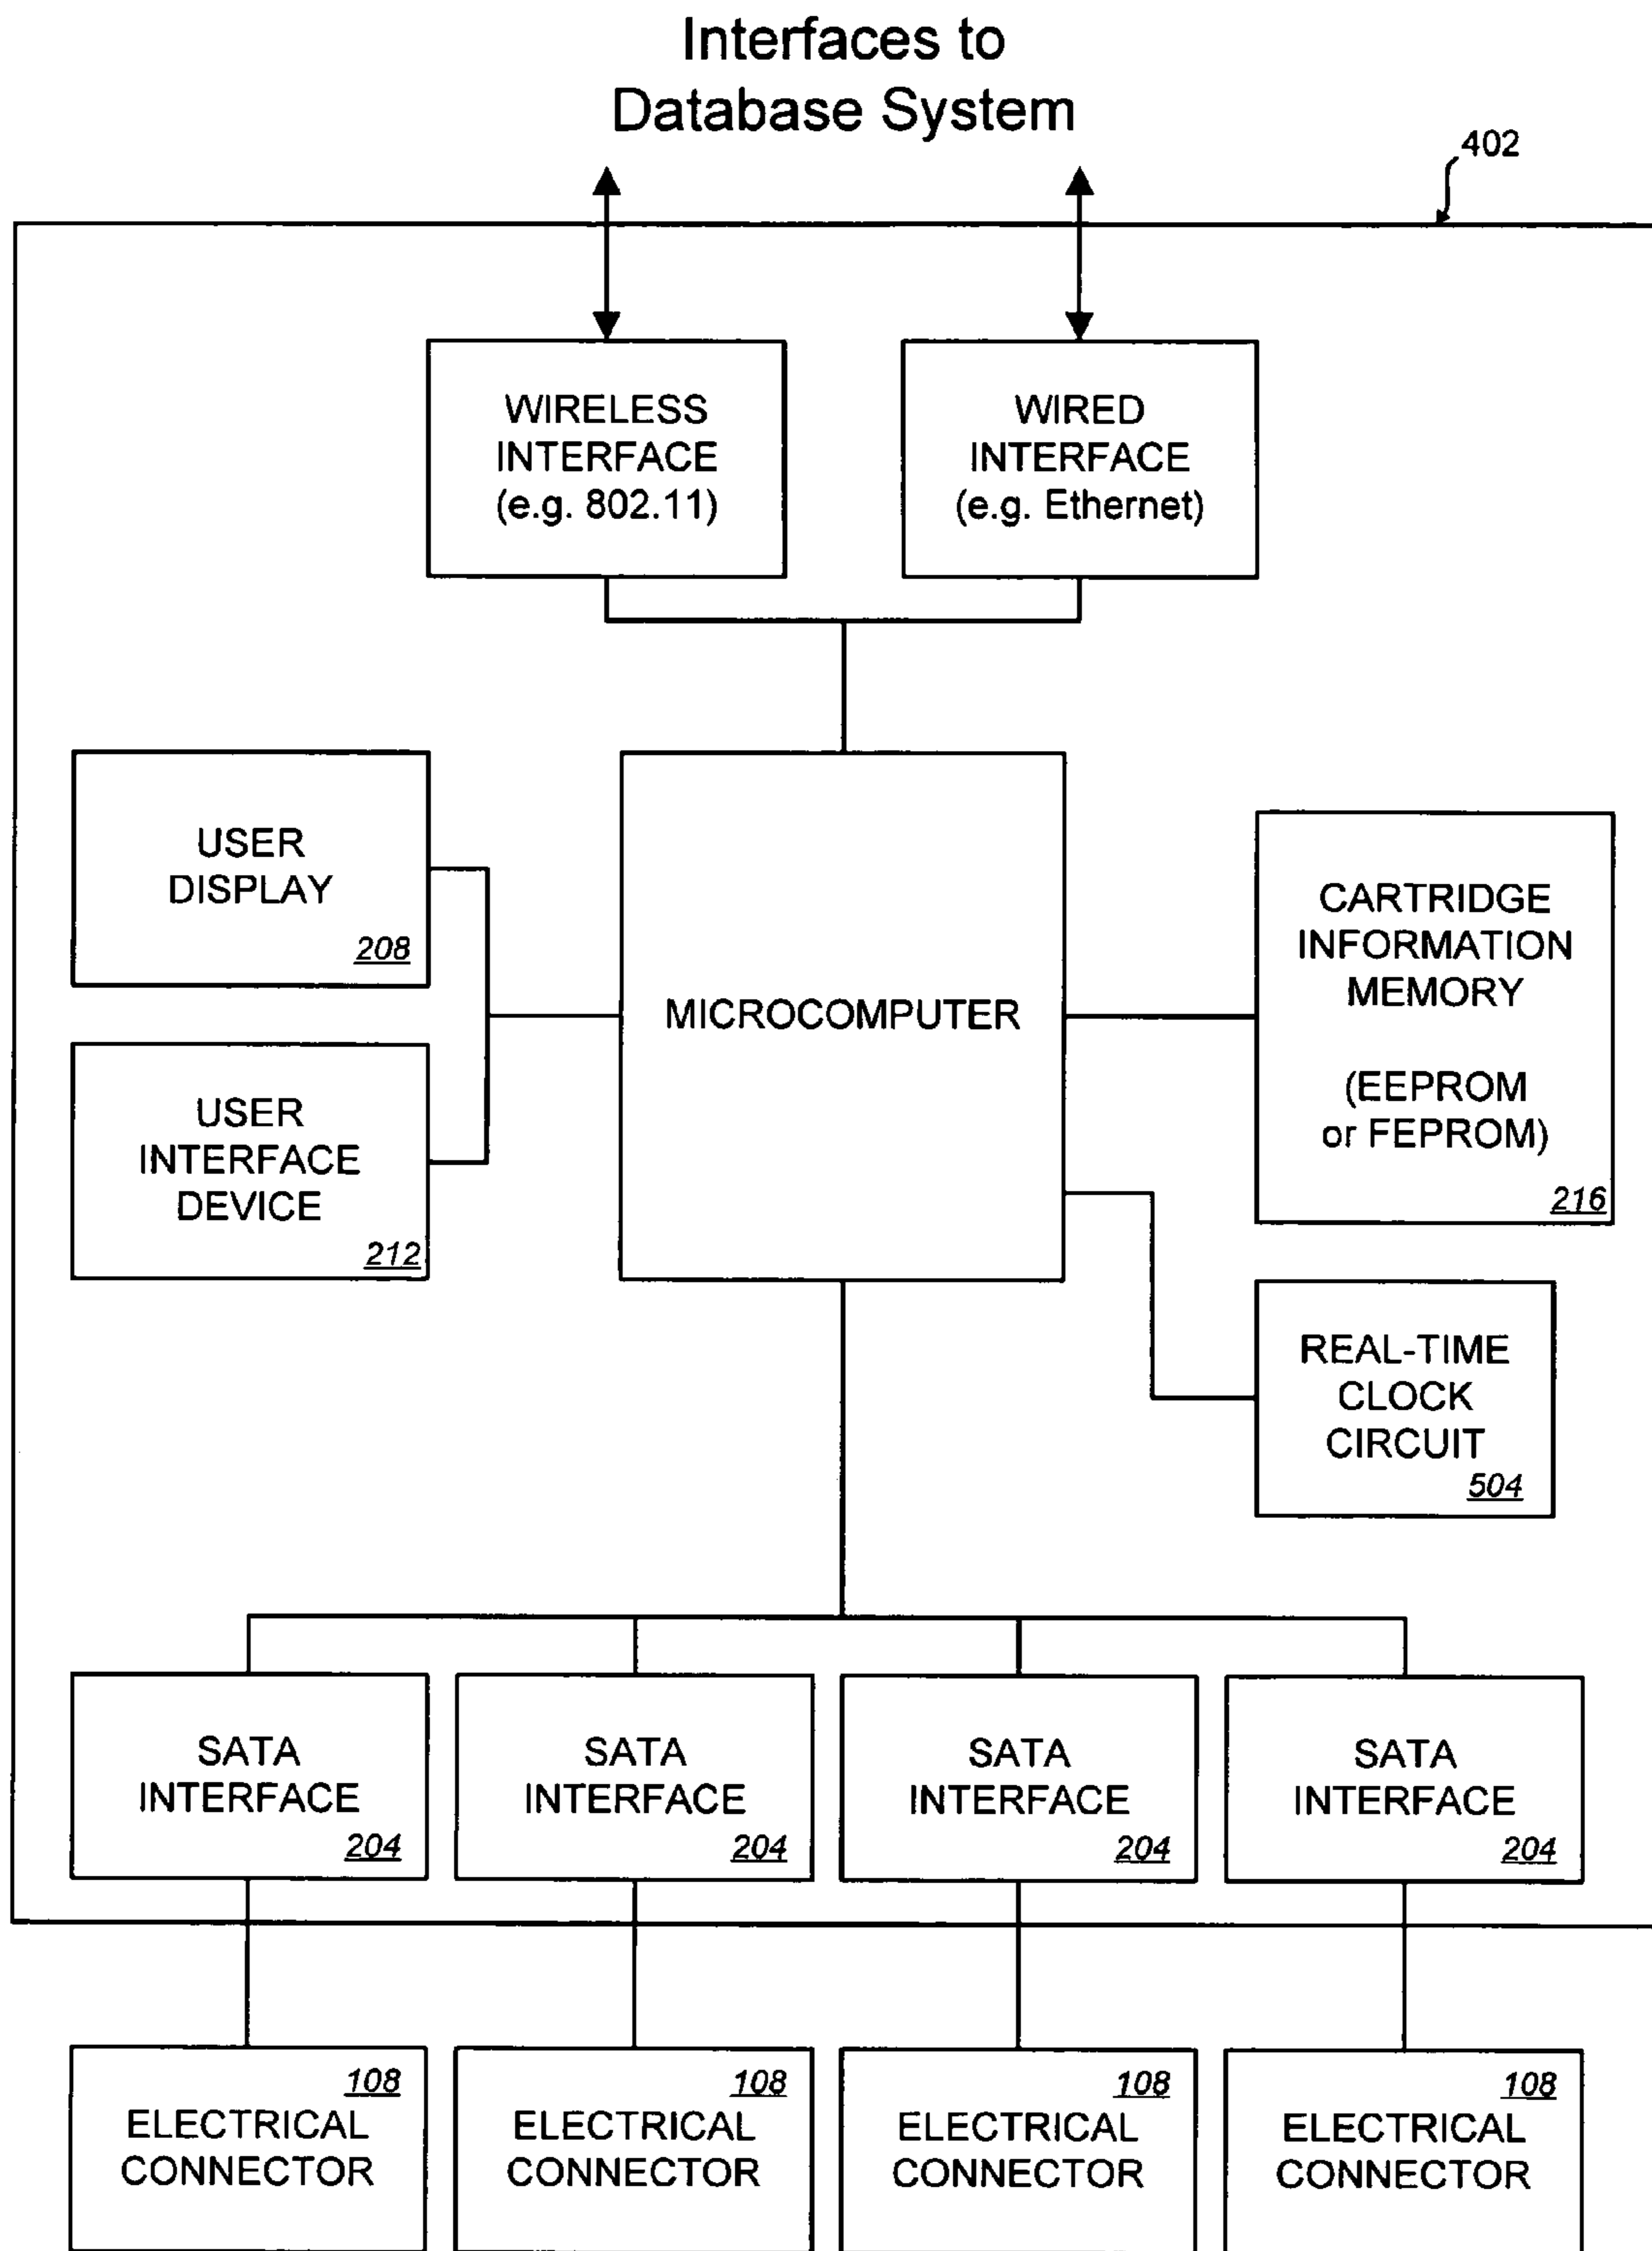 Interfaces to
Database System
402
WIRELESS
INTERFACE
(e.g. 802.11)
WIRED
INTERFACE
(e.g. Ethernet)
USER
DISPLAY
208
USER
INTERFACE
DEVICE
212
MICROCOMPUTER
CARTRIDGE
INFORMATION
MEMORY
(EEPROM
or FEPROM)
216
REAL-TIME
CLOCK
CIRCUIT
504
SATA
INTERFACE
204
SATA
INTERFACE
204
SATA
INTERFACE
204
SATA
INTERFACE
204
108
ELECTRICAL
CONNECTOR
108
ELECTRICAL
CONNECTOR
108
ELECTRICAL
CONNECTOR
108
ELECTRICAL
CONNECTOR